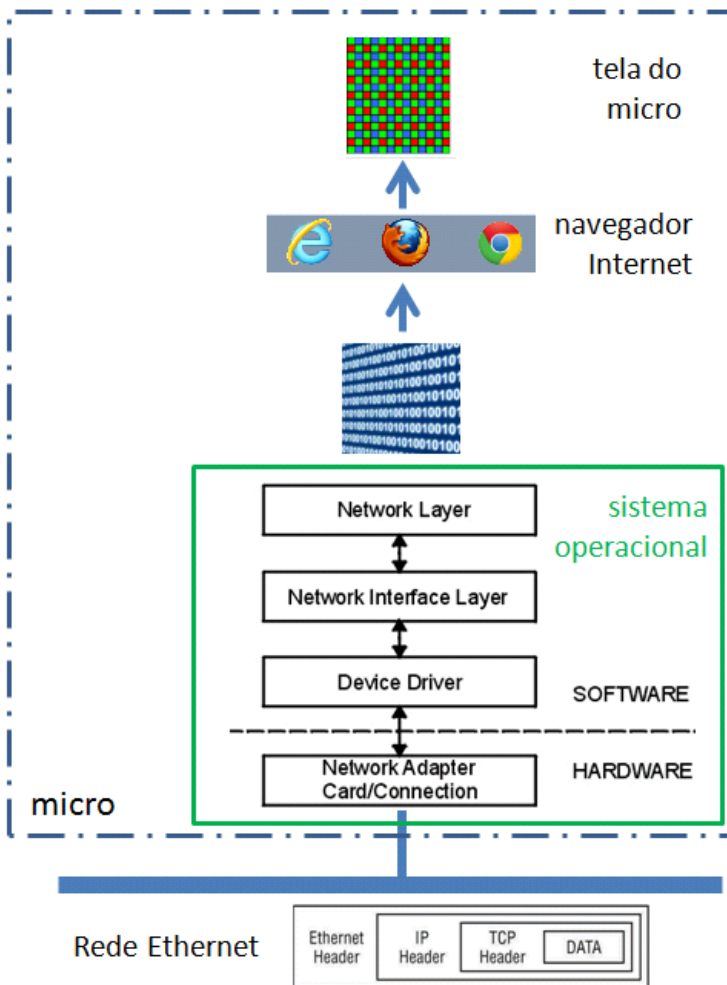 tela do
micro
navegador
Internet
Network Layer
sistema
operacional
Network Interface Layer
Device Driver
SOFTWARE
Network Adapter
Card/Connection
HARDWARE
micro
Rede Ethernet
Ethernet
Header
IP
Header
TCP
Header
DATA